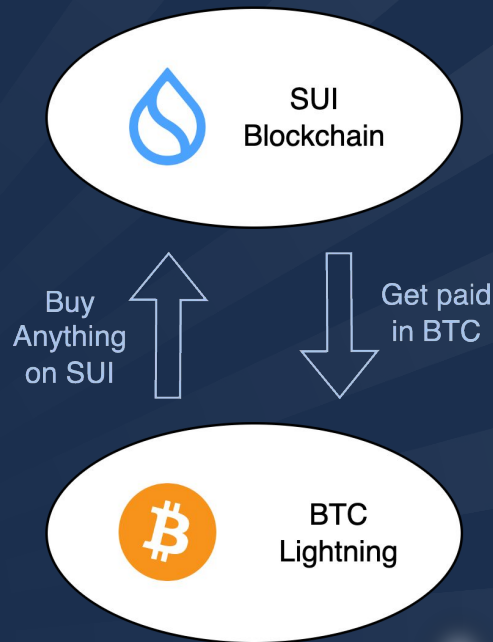 SUI
Blockchain
Buy
Anything
on SUI
Get paid
in BTC
BTC
Lightning